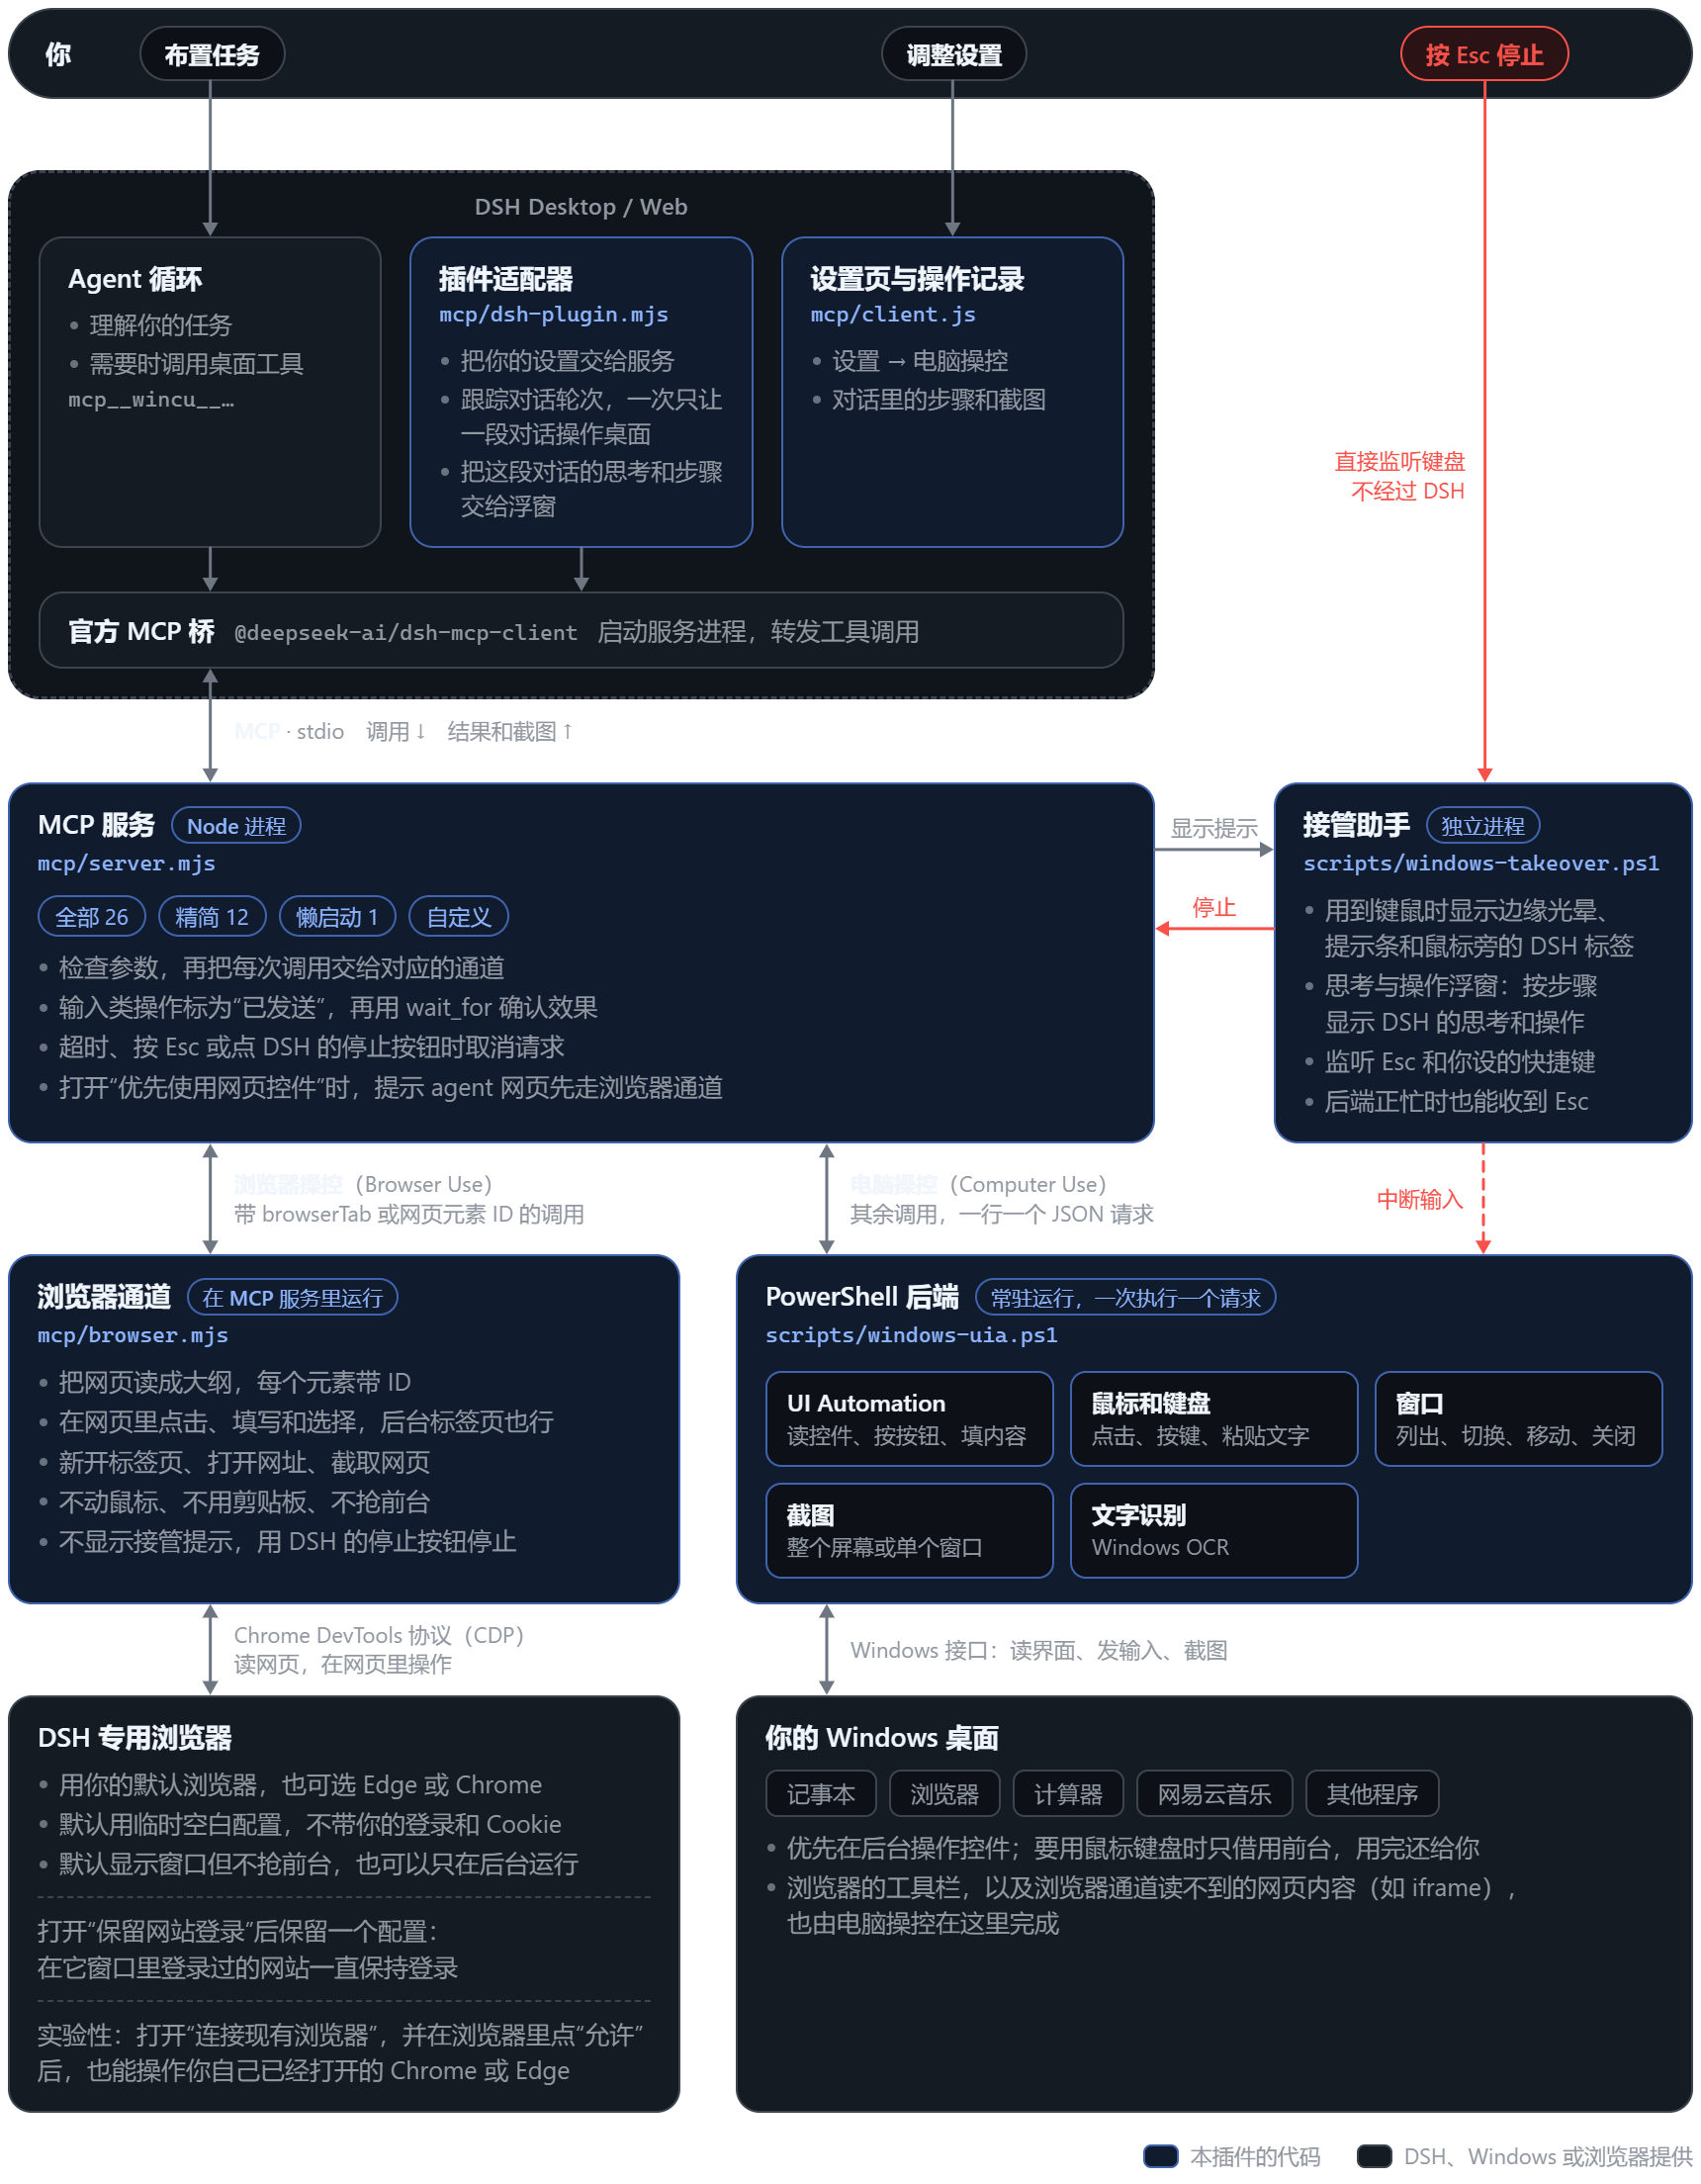 你
布置任务
调整设置
按 Esc 停止
DSH Desktop / Web
Agent 循环
理解你的任务
需要时调用桌面工具
mcp__wincu__…
插件适配器
mcp/dsh-plugin.mjs
把你的设置交给服务
跟踪对话轮次，一次只让
一段对话操作桌面
把这段对话的思考和步骤
交给浮窗
设置页与操作记录
mcp/client.js
设置 → 电脑操控
对话里的步骤和截图
直接监听键盘
不经过 DSH
官方 MCP 桥 @deepseek-ai/dsh-mcp-client 启动服务进程，转发工具调用
MCP · stdio 调用 ↓ 结果和截图 ↑
MCP 服务 Node 进程
mcp/server.mjs
全部 26 精简 12 懒启动 1 自定义
检查参数，再把每次调用交给对应的通道
输入类操作标为“已发送”，再用 wait_for 确认效果
超时、按 Esc 或点 DSH 的停止按钮时取消请求
打开“优先使用网页控件”时，提示 agent 网页先走浏览器通道
显示提示
停止
接管助手 独立进程
scripts/windows-takeover.ps1
用到键鼠时显示边缘光晕、
提示条和鼠标旁的 DSH 标签
思考与操作浮窗：按步骤
显示 DSH 的思考和操作
监听 Esc 和你设的快捷键
后端正忙时也能收到 Esc
浏览器操控（Browser Use）
带 browserTab 或网页元素 ID 的调用
电脑操控（Computer Use）
其余调用，一行一个 JSON 请求
中断输入
浏览器通道 在 MCP 服务里运行
mcp/browser.mjs
把网页读成大纲，每个元素带 ID
在网页里点击、填写和选择，后台标签页也行
新开标签页、打开网址、截取网页
不动鼠标、不用剪贴板、不抢前台
不显示接管提示，用 DSH 的停止按钮停止
PowerShell 后端 常驻运行，一次执行一个请求
scripts/windows-uia.ps1
UI Automation
读控件、按按钮、填内容
鼠标和键盘
点击、按键、粘贴文字
窗口
列出、切换、移动、关闭
截图
整个屏幕或单个窗口
文字识别
Windows OCR
Chrome DevTools 协议（CDP）
读网页，在网页里操作
Windows 接口：读界面、发输入、截图
DSH 专用浏览器
用你的默认浏览器，也可选 Edge 或 Chrome
默认用临时空白配置，不带你的登录和 Cookie
默认显示窗口但不抢前台，也可以只在后台运行
打开“保留网站登录”后保留一个配置：
在它窗口里登录过的网站一直保持登录
实验性：打开“连接现有浏览器”，并在浏览器里点“允许”
后，也能操作你自己已经打开的 Chrome 或 Edge
你的 Windows 桌面
记事本 浏览器 计算器 网易云音乐 其他程序
优先在后台操作控件；要用鼠标键盘时只借用前台，用完还给你
浏览器的工具栏，以及浏览器通道读不到的网页内容（如 iframe），
也由电脑操控在这里完成
本插件的代码 DSH、Windows 或浏览器提供